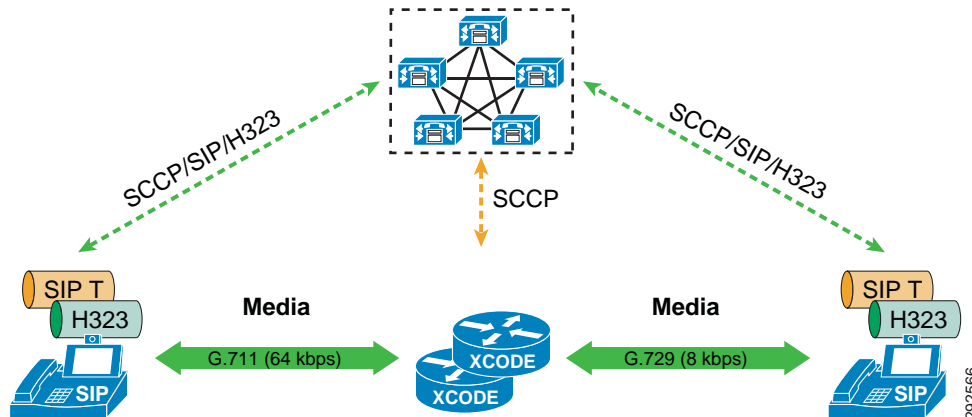 SCCP/SIP/H323
SCCP/SIP/H323
SCCP
SIP T
H323
SIP
Media
G.711 (64 kbps)
XCODE
XCODE
Media
G.729 (8 kbps)
SIP T
H323
SIP